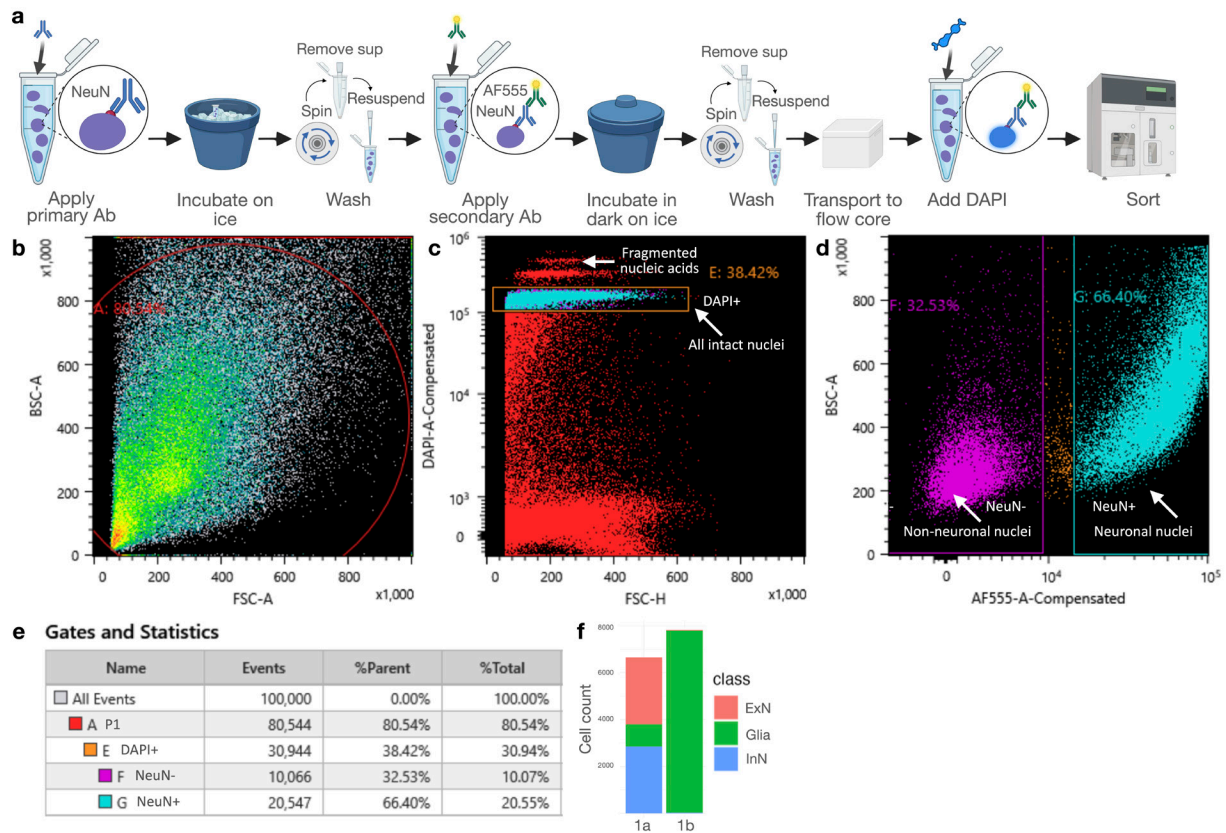 a
NeuN
Apply
primary Ab
Incubate on
ice
Remove sup
Spin
Resuspend
Wash
AF555
NeuN
Apply
secondary Ab
Incubate in
dark on ice
Remove sup
Spin
Resuspend
Wash
Transport to
flow core
Add DAPI
Sort
b
x1,000
800
600
400
200
0
BSC-A
A: 80.54%
0
200
400
600
800
x1,000
FSC-A
c
10⁶
10⁵
10⁴
10³
0
DAPI-A-Compensated
Fragmented
nucleic acids
E: 38.42%
DAPI+
All intact nuclei
0
200
400
600
800
x1,000
FSC-H
d
x1,000
800
600
400
200
0
BSC-A
F: 32.53%
G: 66.40%
NeuN-
Non-neuronal nuclei
NeuN+
Neuronal nuclei
0
10⁴
10⁵
AF555-A-Compensated
e
Gates and Statistics
Name Events %Parent %Total
All Events 100,000 0.00% 100.00%
A P1 80,544 80.54% 80.54%
E DAPI+ 30,944 38.42% 30.94%
F NeuN- 10,066 32.53% 10.07%
G NeuN+ 20,547 66.40% 20.55%
f
8000
6000
4000
2000
Cell count
1a
1b
class
ExN
Glia
InN